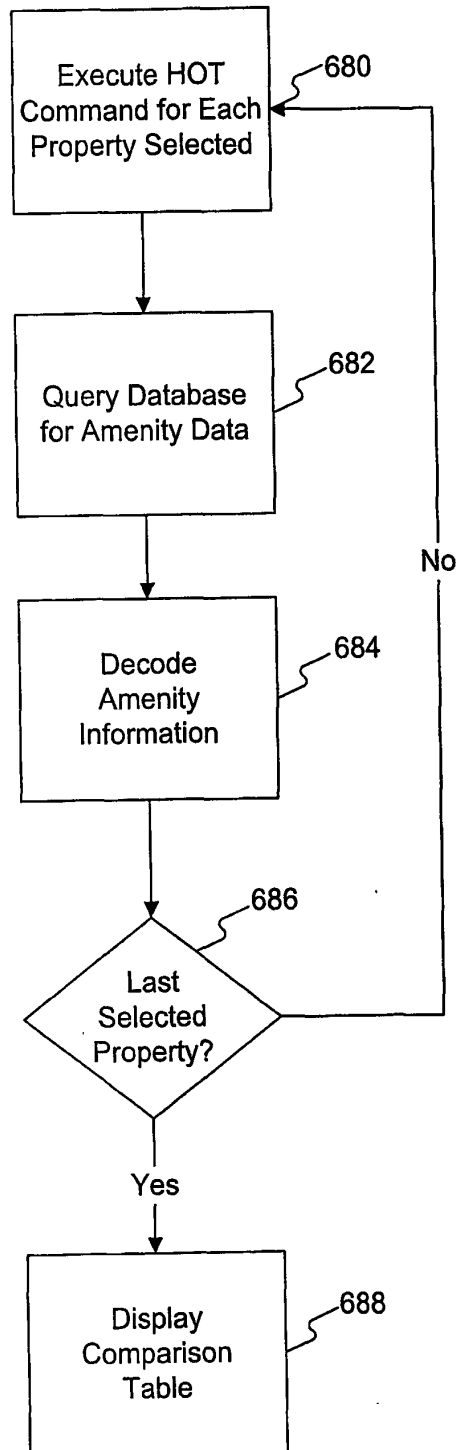 Execute HOT
Command for Each
Property Selected
680
Query Database
for Amenity Data
682
Decode
Amenity
Information
684
No
Last
Selected
Property?
686
Yes
Display
Comparison
Table
688